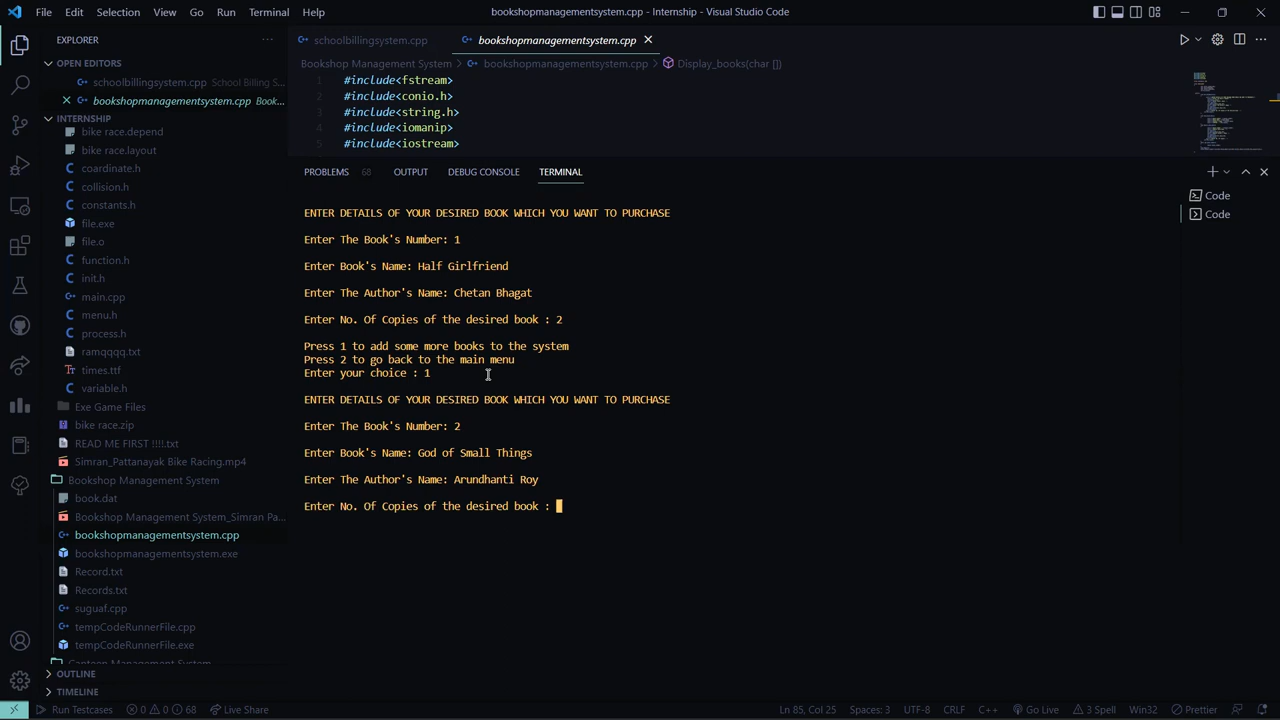 File Edit Selection View Go Run Terminal Help
bookshopmanagementsystem.cpp - Internship - Visual Studio Code
EXPLORER
OPEN EDITORS
schoolbillingsystem.cpp School Billing S...
bookshopmanagementsystem.cpp Book...
INTERNSHIP
bike race.depend
bike race.layout
coardinate.h
collision.h
constants.h
file.exe
file.o
function.h
init.h
main.cpp
menu.h
process.h
ramqqqq.txt
times.ttf
variable.h
Exe Game Files
bike race.zip
READ ME FIRST !!!!.txt
Simran_Pattanayak Bike Racing.mp4
Bookshop Management System
book.dat
Bookshop Management System_Simran Pa...
bookshopmanagementsystem.cpp
bookshopmanagementsystem.exe
Record.txt
Records.txt
suguaf.cpp
tempCodeRunnerFile.cpp
tempCodeRunnerFile.exe
Canteen Management System
OUTLINE
TIMELINE
schoolbillingsystem.cpp
bookshopmanagementsystem.cpp
Bookshop Management System > bookshopmanagementsystem.cpp > Display_books(char [])
1 #include<fstream>
2 #include<conio.h>
3 #include<string.h>
4 #include<iomanip>
5 #include<iostream>
PROBLEMS 68 OUTPUT DEBUG CONSOLE TERMINAL
ENTER DETAILS OF YOUR DESIRED BOOK WHICH YOU WANT TO PURCHASE
Enter The Book's Number: 1
Enter Book's Name: Half Girlfriend
Enter The Author's Name: Chetan Bhagat
Enter No. Of Copies of the desired book : 2
Press 1 to add some more books to the system
Press 2 to go back to the main menu
Enter your choice : 1
ENTER DETAILS OF YOUR DESIRED BOOK WHICH YOU WANT TO PURCHASE
Enter The Book's Number: 2
Enter Book's Name: God of Small Things
Enter The Author's Name: Arundhanti Roy
Enter No. Of Copies of the desired book :
Code
Code
Run Testcases 0 0 68 Live Share
Ln 85, Col 25 Spaces: 3 UTF-8 CRLF C++ Go Live 3 Spell Win32 Prettier